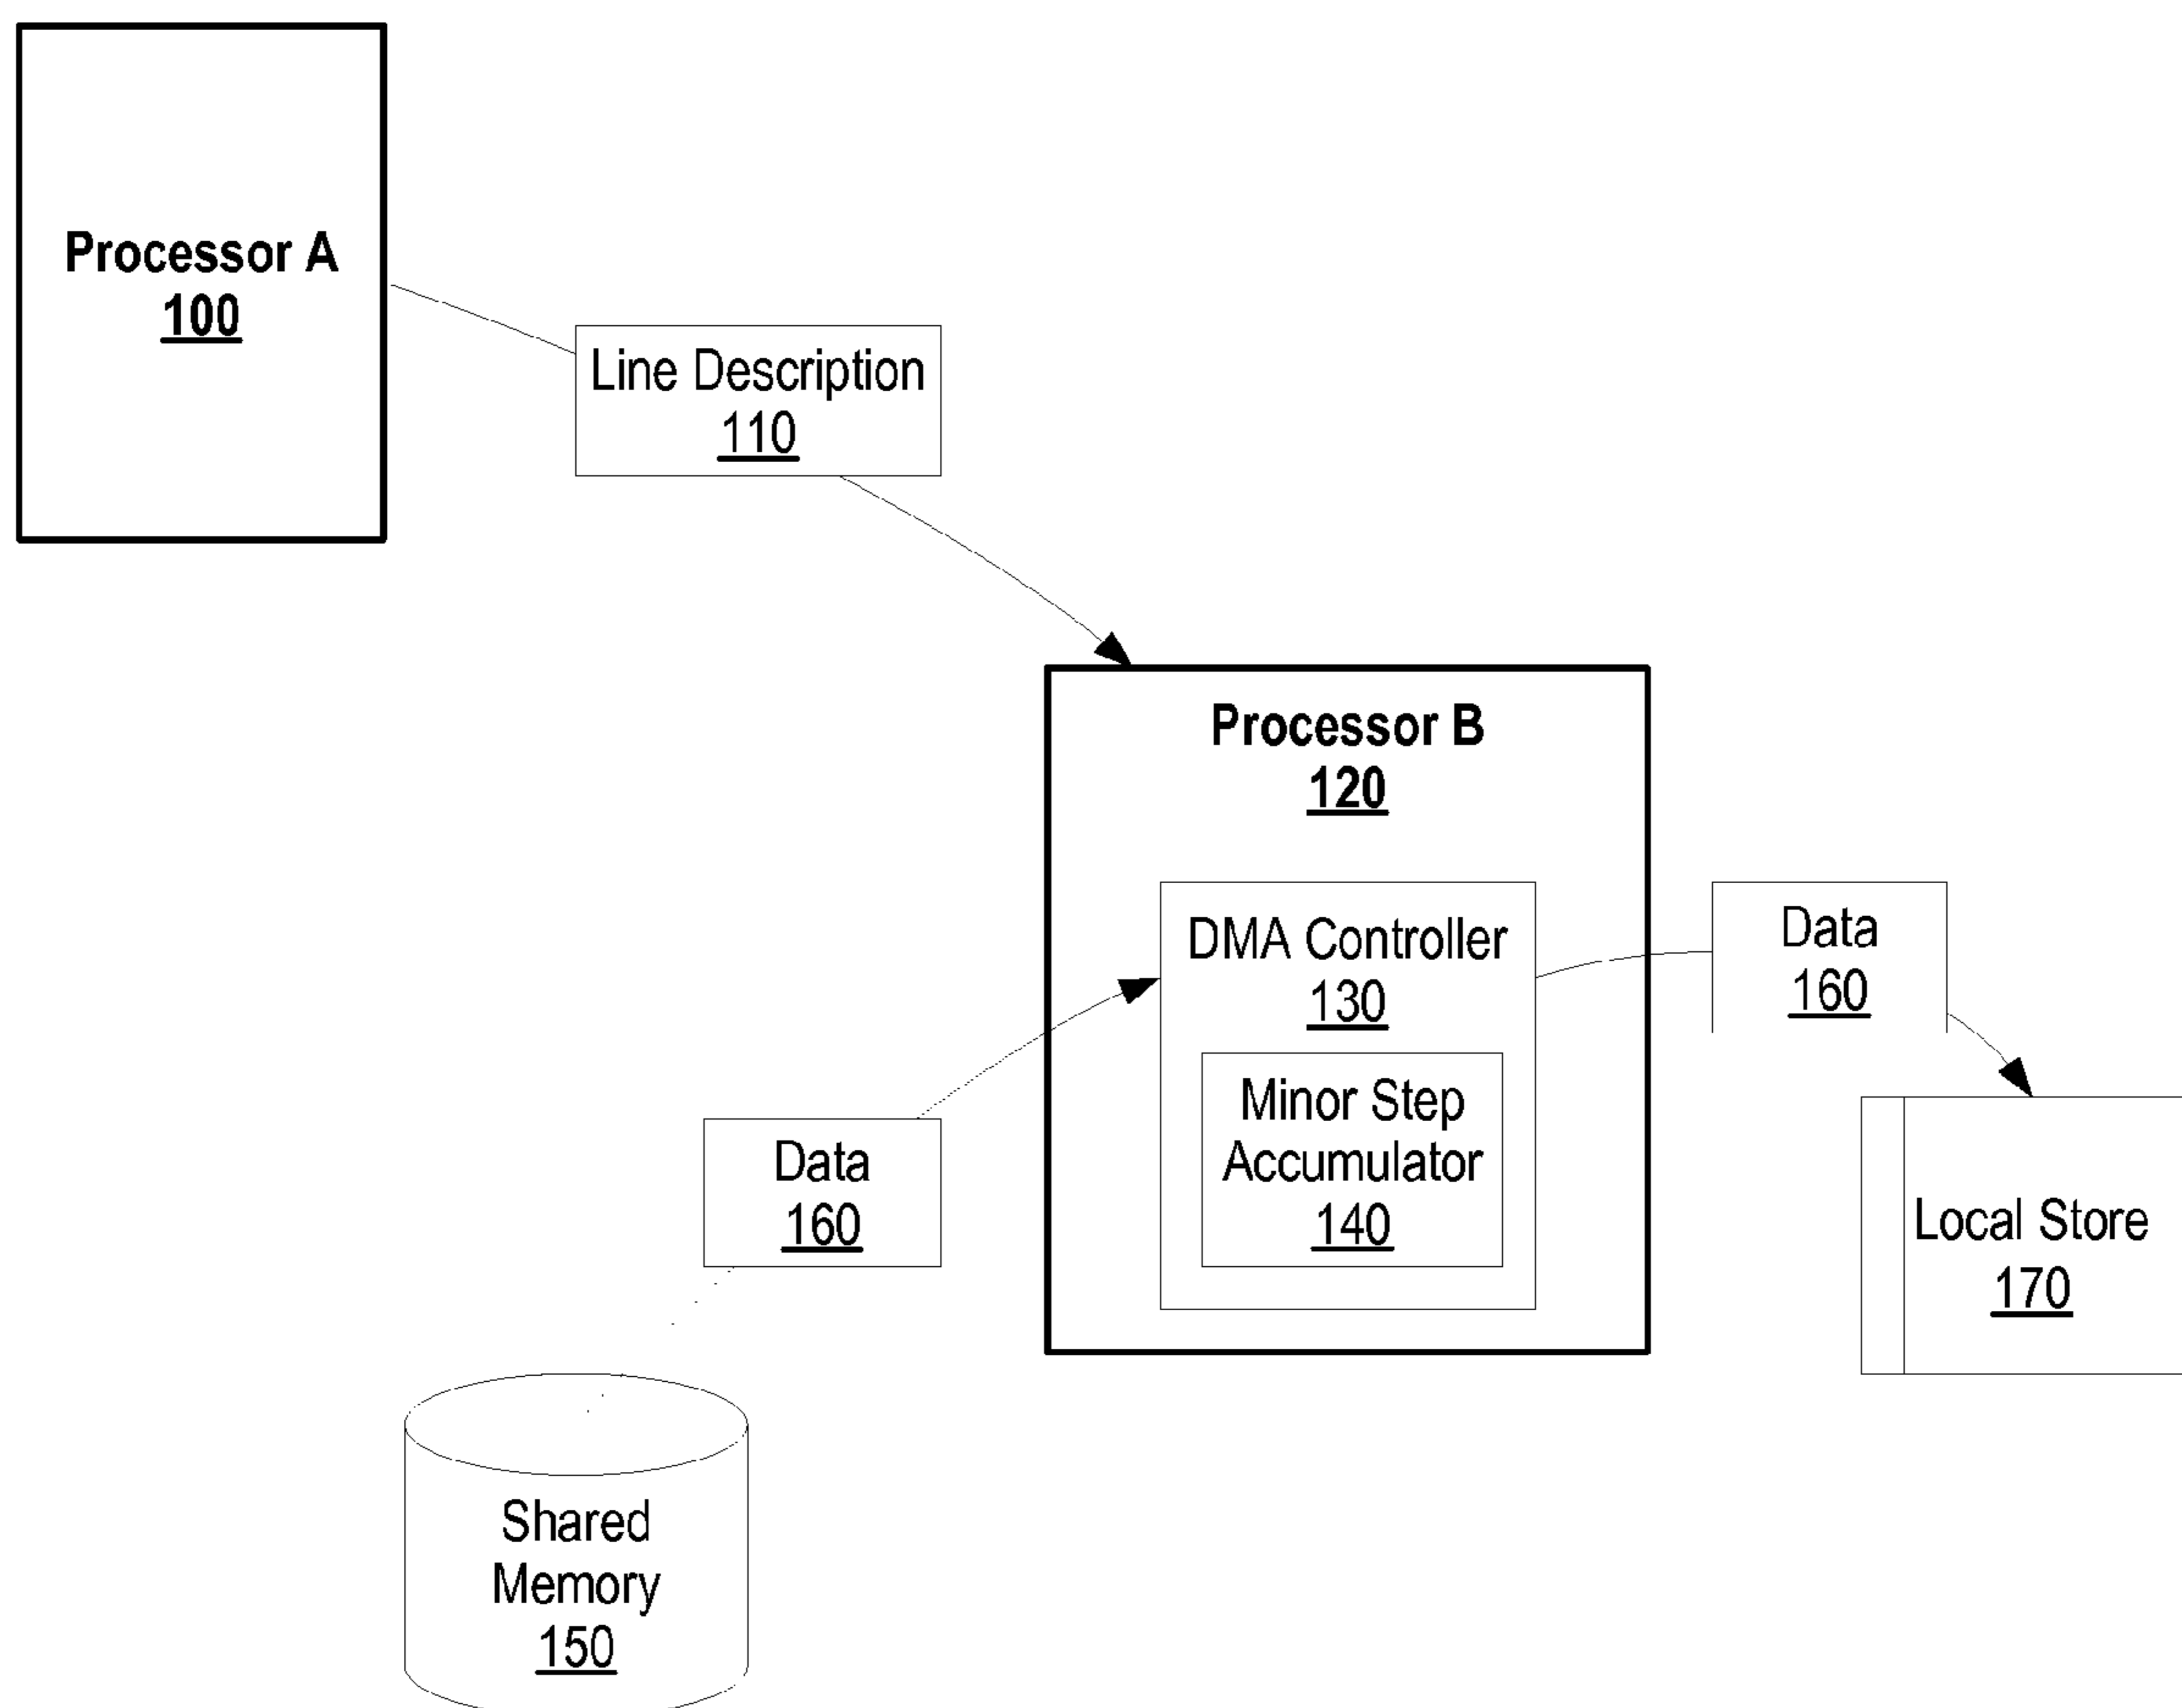 Processor A
100
Line Description
110
Processor B
120
DMA Controller
130
Minor Step
Accumulator
140
Data
160
Data
160
Local Store
170
Shared
Memory
150